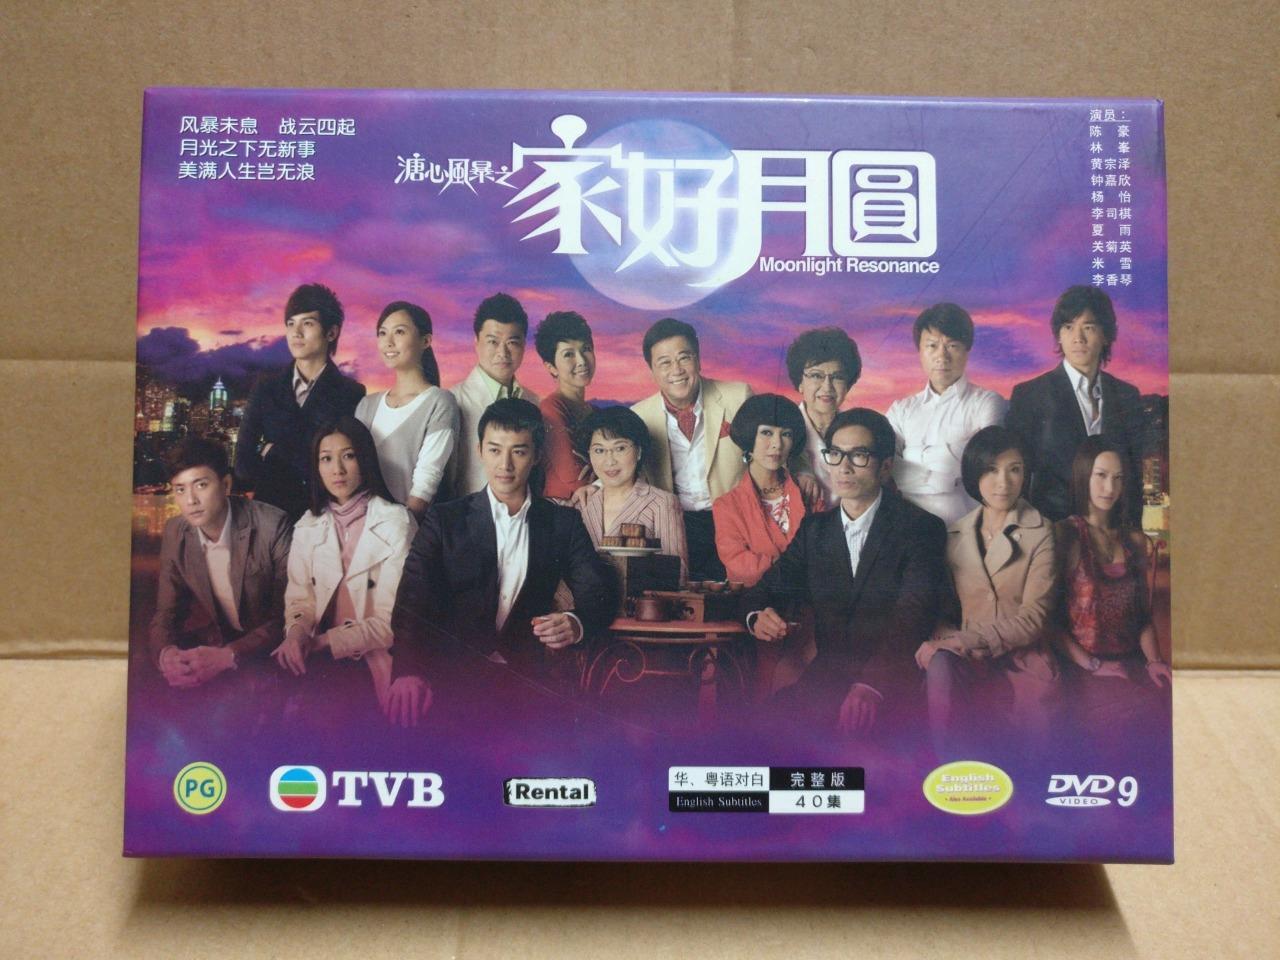 风暴未息　战云四起
月光之下无新事
美满人生岂无浪
溏心風暴之
家好月圓
Moonlight Resonance
演员：
陈　豪
林　峯
黄宗泽
钟嘉欣
杨　怡
李司棋
夏　雨
关菊英
米　雪
李香琴
PG
TVB
Rental
华、粤语对白
完整版
English Subtitles
40集
English
Subtitles
• Also Available •
DVD 9
VIDEO